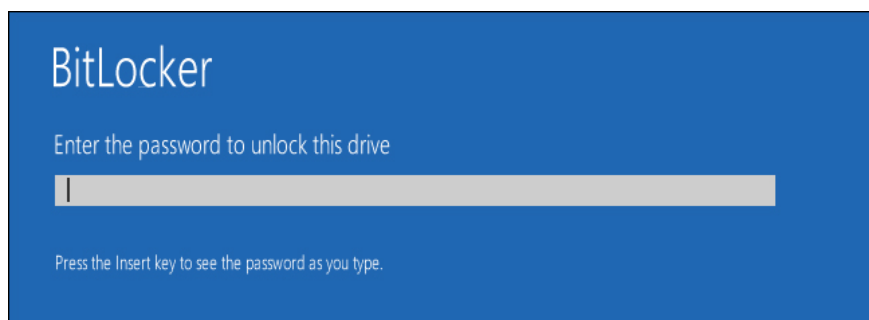 BitLocker
Enter the password to unlock this drive
Press the Insert key to see the password as you type.